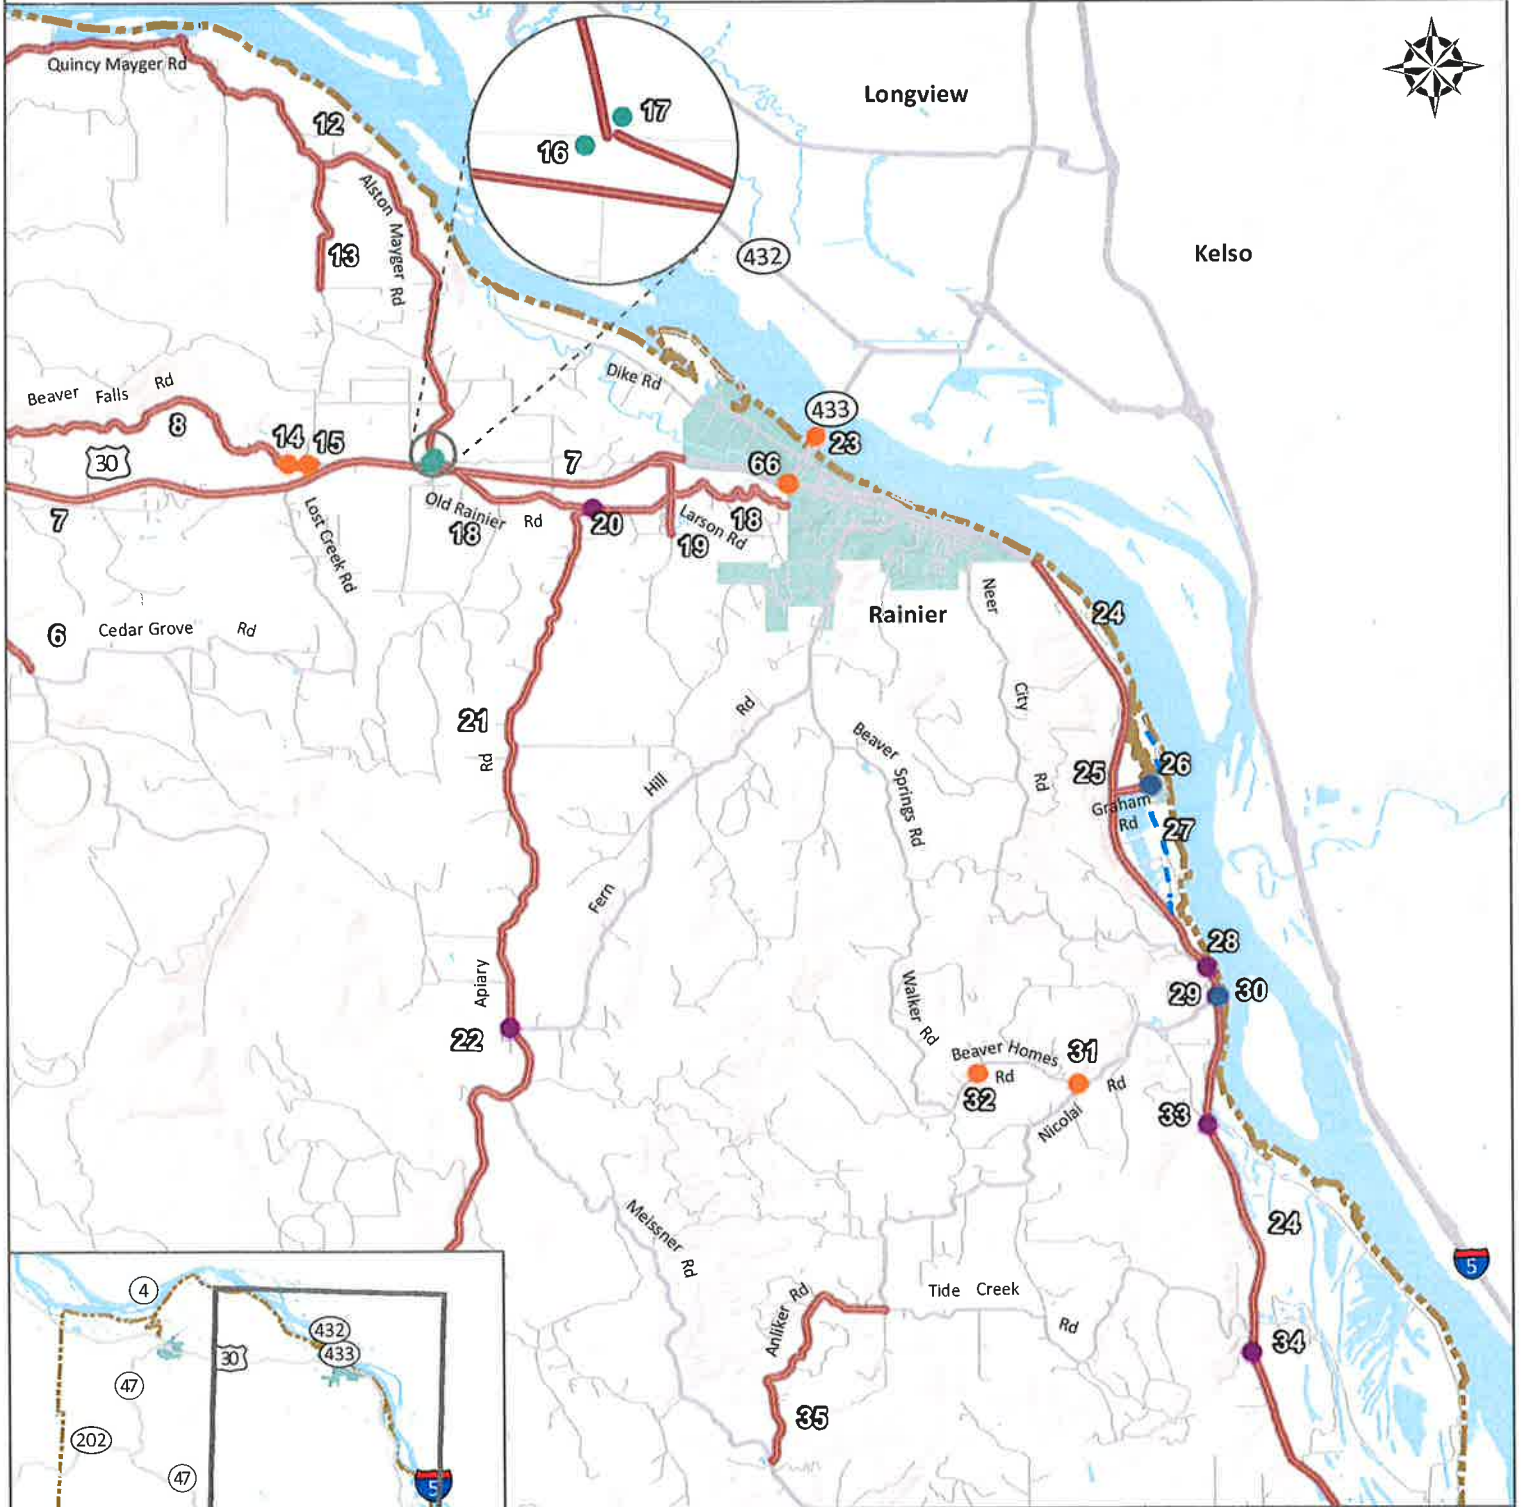 Quincy Mayger Rd
Longview
17
12
16
Alston Mayger Rd
13
432
Kelso
Dike Rd
Beaver Falls Rd
8
433
14
15
23
30
7
66
7
Old Rainier Rd
18
20
Larson Rd
18
19
Lost Creek Rd
Neer City Rd
24
Rainier
6
Cedar Grove Rd
21
Apiary Rd
Fern Hill Rd
Beaver Springs Rd
25
26
Graham Rd
27
28
29
30
Walker Rd
22
Beaver Homes Rd
31
32
Nicolai Rd
33
Meissner Rd
24
5
Tide Creek Rd
Anliker Rd
34
35
4
432
433
30
47
202
47
5